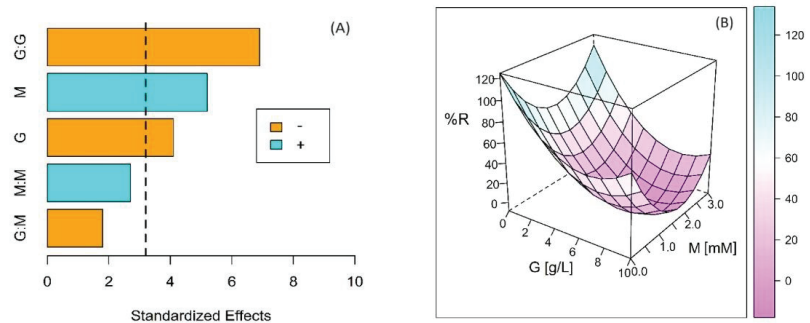 (A)
G:G
M
G
M:M
G:M
-
+
0 2 4 6 8 10
Standardized Effects
(B)
%R
120
100
80
60
40
20
0
0 2 4 6 8 10
G [g/L]
0.0 1.0 2.0 3.0
M [mM]
120
100
80
60
40
20
0